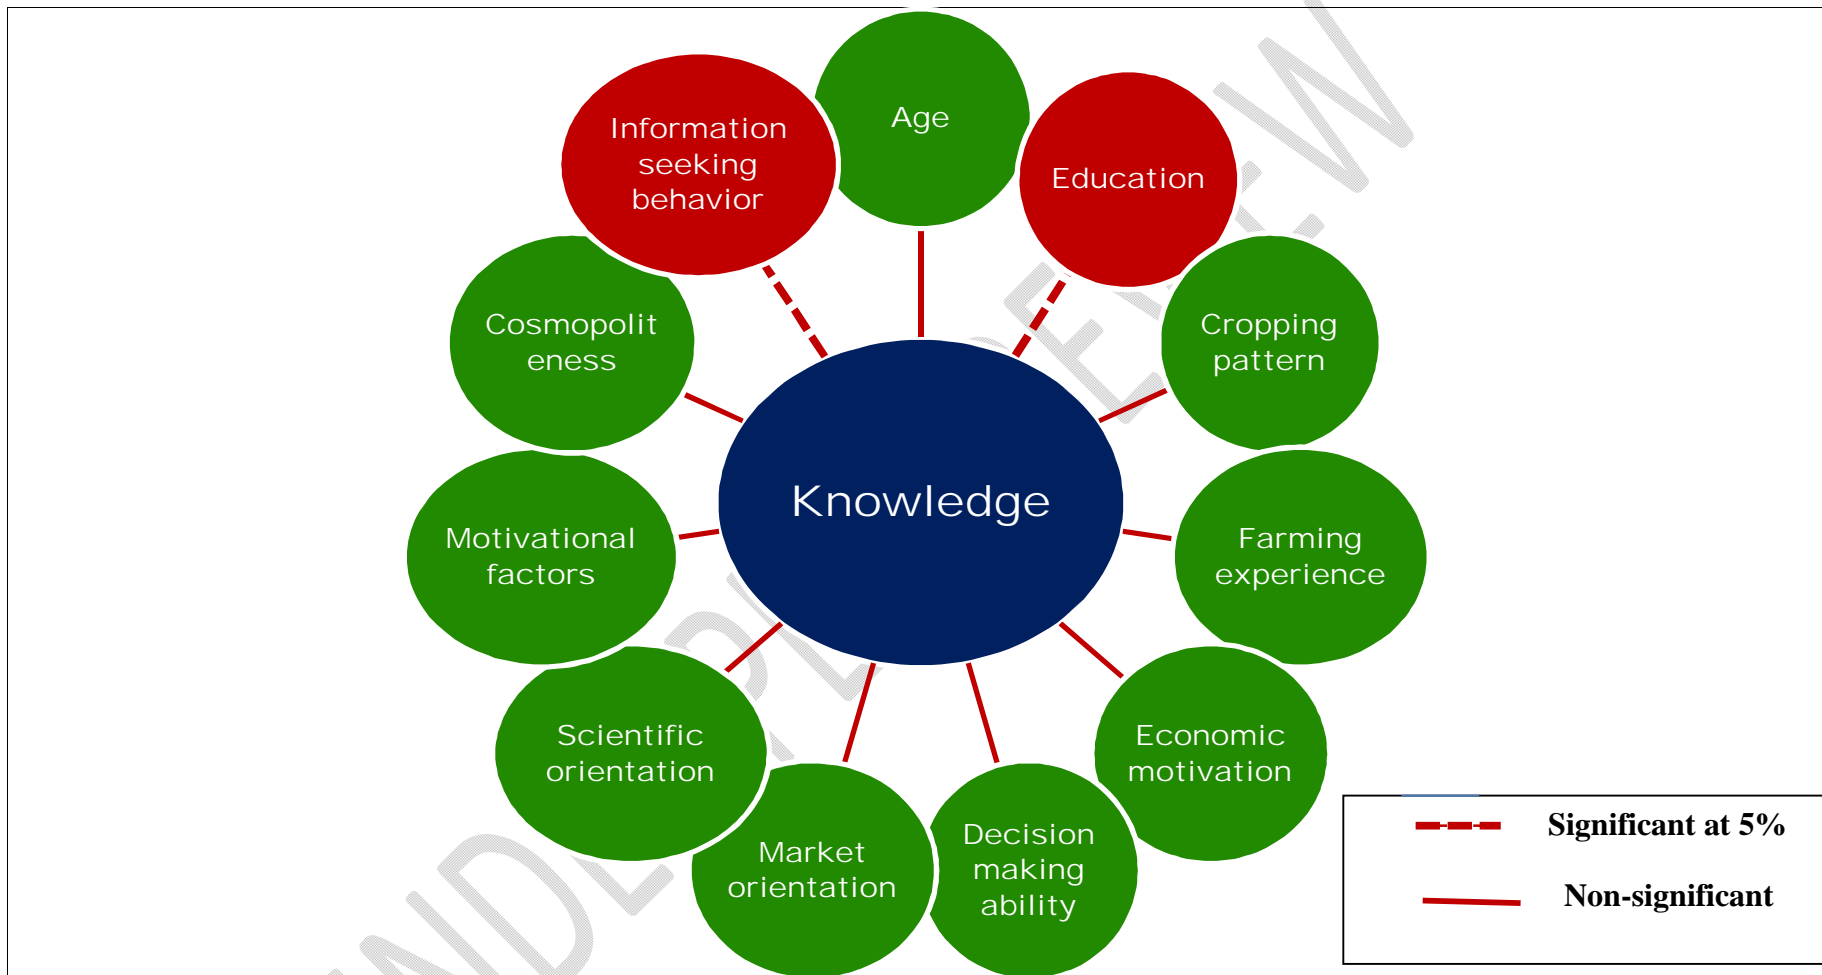 Age
Information
seeking
behavior
Education
Cosmopolit
eness
Cropping
pattern
Knowledge
Motivational
factors
Farming
experience
Scientific
orientation
Economic
motivation
Market
orientation
Decision
making
ability
Significant at 5%
Non-significant